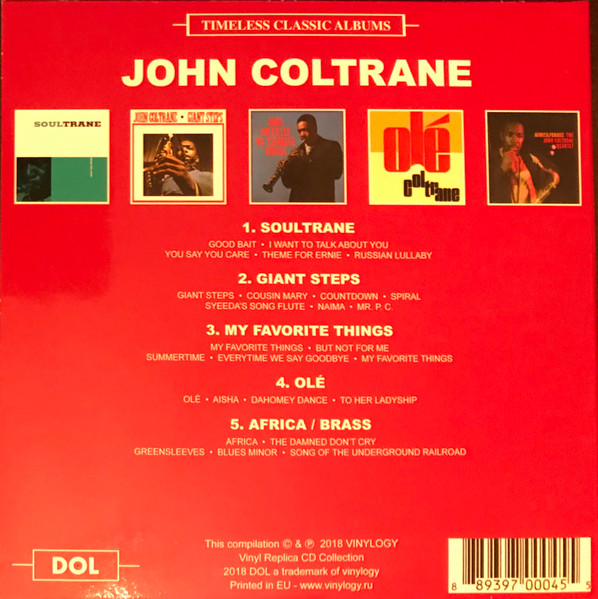 TIMELESS CLASSIC ALBUMS
JOHN COLTRANE
SOULTRANE
JOHN COLTRANE • GIANT STEPS
olé
coltrane
1. SOULTRANE
GOOD BAIT • I WANT TO TALK ABOUT YOU
YOU SAY YOU CARE • THEME FOR ERNIE • RUSSIAN LULLABY
2. GIANT STEPS
GIANT STEPS • COUSIN MARY • COUNTDOWN • SPIRAL
SYEEDA'S SONG FLUTE • NAIMA • MR. P. C.
3. MY FAVORITE THINGS
MY FAVORITE THINGS • BUT NOT FOR ME
SUMMERTIME • EVERYTIME WE SAY GOODBYE • MY FAVORITE THINGS
4. OLÉ
OLÉ • AISHA • DAHOMEY DANCE • TO HER LADYSHIP
5. AFRICA / BRASS
AFRICA • THE DAMNED DON'T CRY
GREENSLEEVES • BLUES MINOR • SONG OF THE UNDERGROUND RAILROAD
DOL
This compilation © & ℗ 2018 VINYLOGY
Vinyl Replica CD Collection
2018 DOL a trademark of vinylogy
Printed in EU - www.vinylogy.ru
8 89397 00045 5